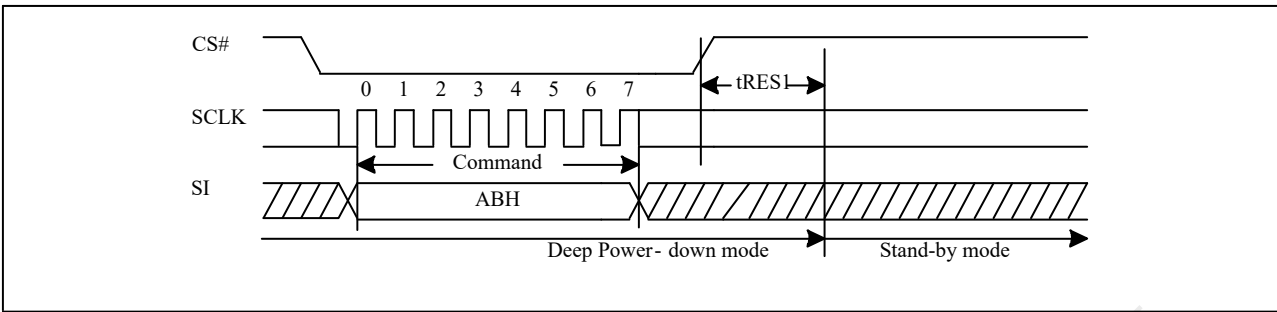 CS#
tRES1
0 1 2 3 4 5 6 7
SCLK
Command
SI
ABH
Deep Power- down mode Stand-by mode